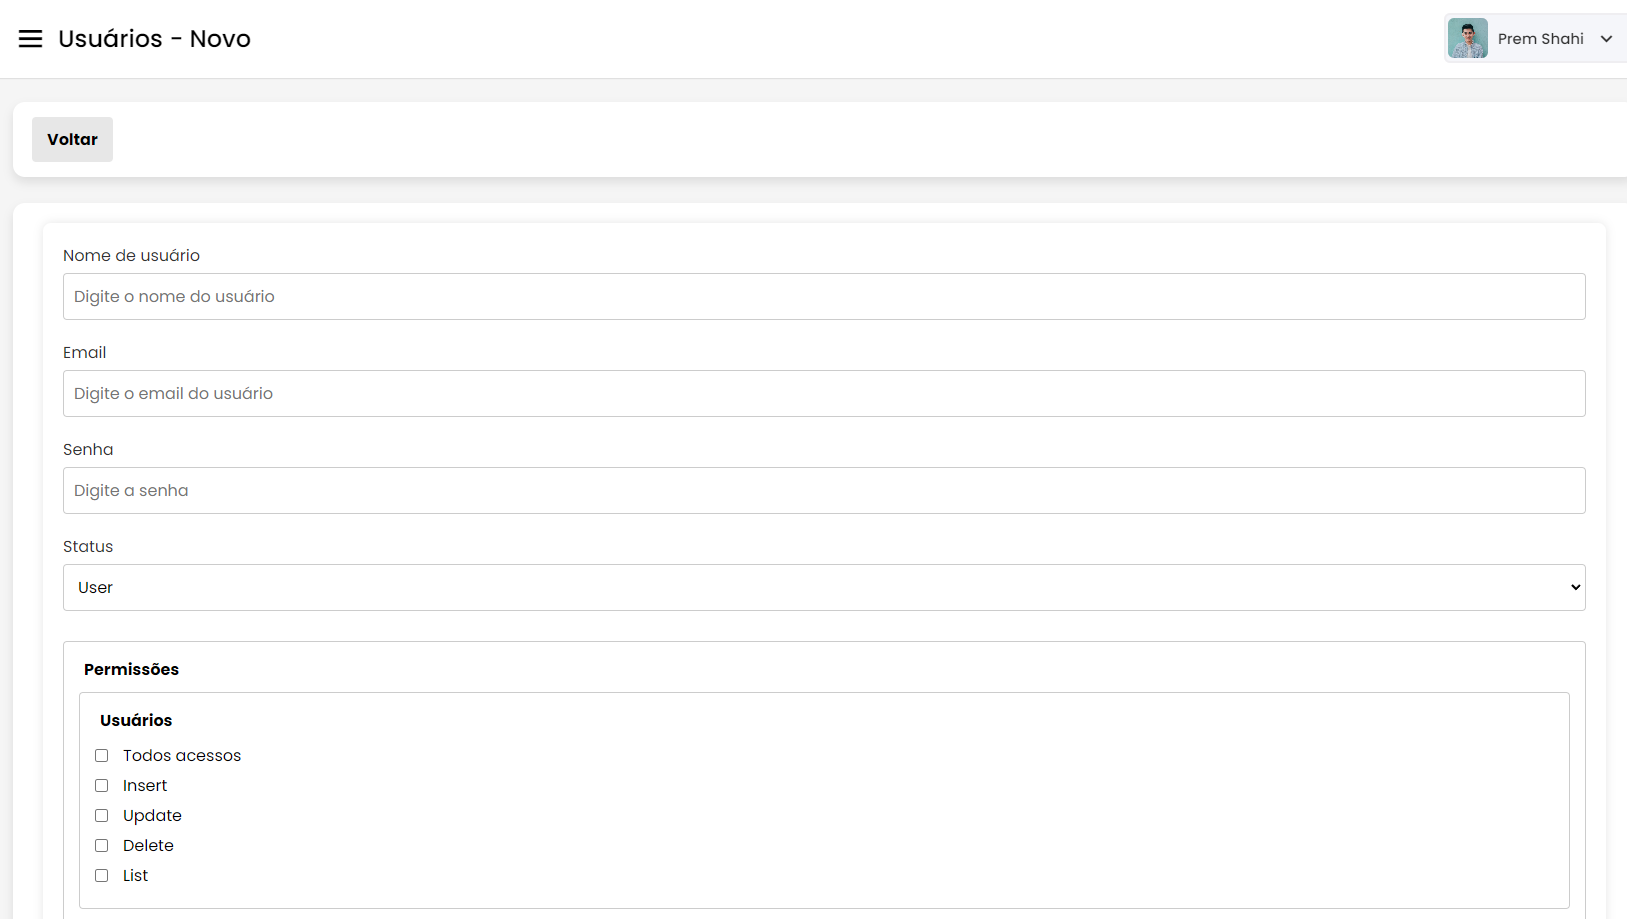 Usuários - Novo
Prem Shahi
Voltar
Nome de usuário
Digite o nome do usuário
Email
Digite o email do usuário
Senha
Digite a senha
Status
User
Permissões
Usuários
Todos acessos
Insert
Update
Delete
List